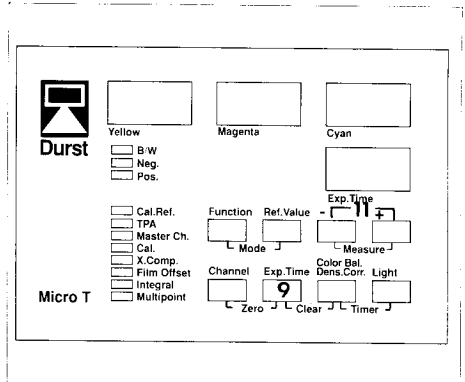 Durst
Yellow
Magenta
Cyan
B/W
Neg.
Pos.
Exp.Time
Cal.Ref.
TPA
Master Ch.
Cal.
X.Comp.
Film Offset
Integral
Multipoint
Function
Ref.Value
- 11 +
Mode
Measure
Channel
Exp.Time
Color Bal.
Dens.Corr.
Light
9
Zero
Clear
Timer
Micro T